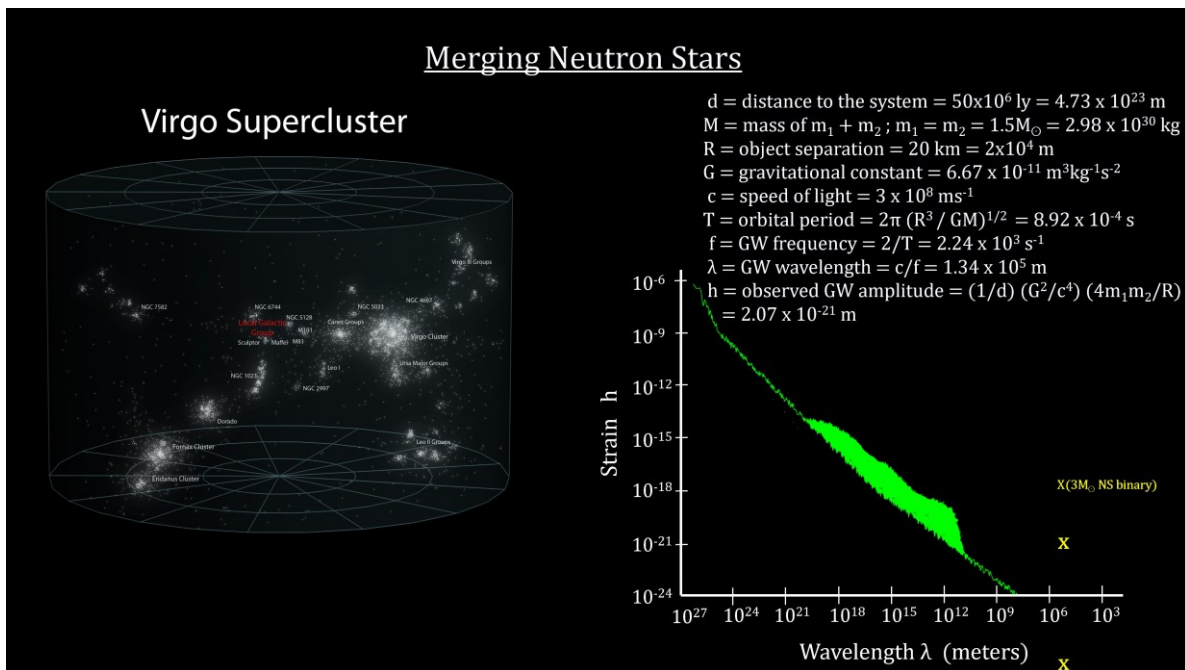 Merging Neutron Stars
Virgo Supercluster
d = distance to the system = 50x10⁶ ly = 4.73 x 10²³ m
M = mass of m₁ + m₂ ; m₁ = m₂ = 1.5M☉ = 2.98 x 10³⁰ kg
R = object separation = 20 km = 2x10⁴ m
G = gravitational constant = 6.67 x 10⁻¹¹ m³kg⁻¹s⁻²
c = speed of light = 3 x 10⁸ ms⁻¹
T = orbital period = 2π (R³ / GM)¹ᐟ² = 8.92 x 10⁻⁴ s
f = GW frequency = 2/T = 2.24 x 10³ s⁻¹
λ = GW wavelength = c/f = 1.34 x 10⁵ m
h = observed GW amplitude = (1/d) (G²/c⁴) (4m₁m₂/R)
= 2.07 x 10⁻²¹ m
Virgo III Groups
NGC 7582
NGC 6744
NGC 5033
NGC 4697
Local Galactic
Group
NGC 5128
M101
Canes Groups
Virgo Cluster
Sculptor
Maffei
M83
NGC 1023
Leo I
Ursa Major Groups
NGC 2997
Dorado
Fornax Cluster
Leo II Groups
Eridanus Cluster
Strain h
10⁻⁶
10⁻⁹
10⁻¹²
10⁻¹⁵
10⁻¹⁸
10⁻²¹
10⁻²⁴
X(3M☉ NS binary)
X
10²⁷ 10²⁴ 10²¹ 10¹⁸ 10¹⁵ 10¹² 10⁹ 10⁶ 10³
Wavelength λ (meters)
X